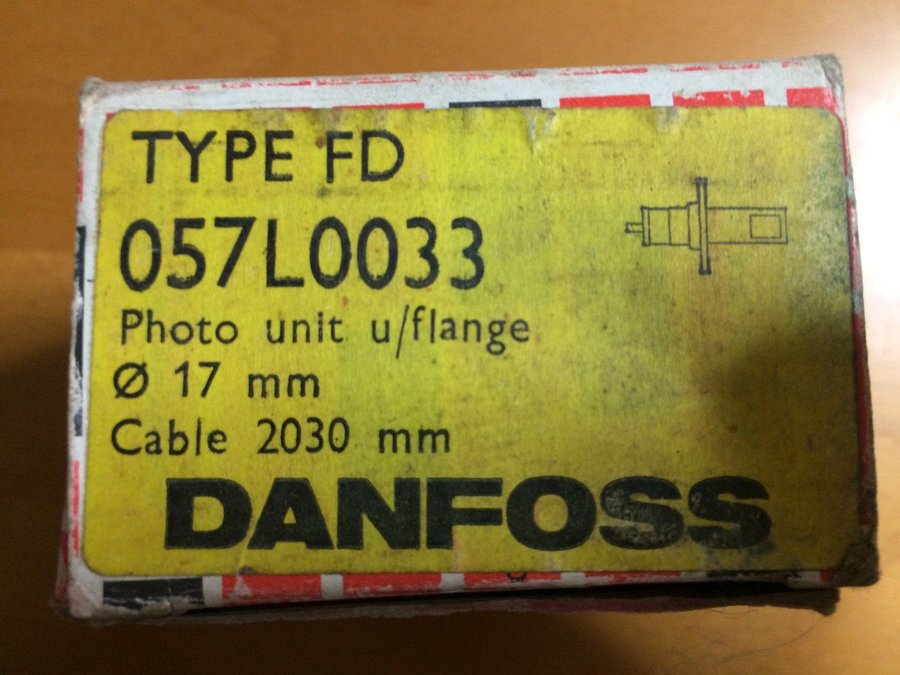 TYPE FD
057L0033
Photo unit u/flange
Ø 17 mm
Cable 2030 mm
DANFOSS